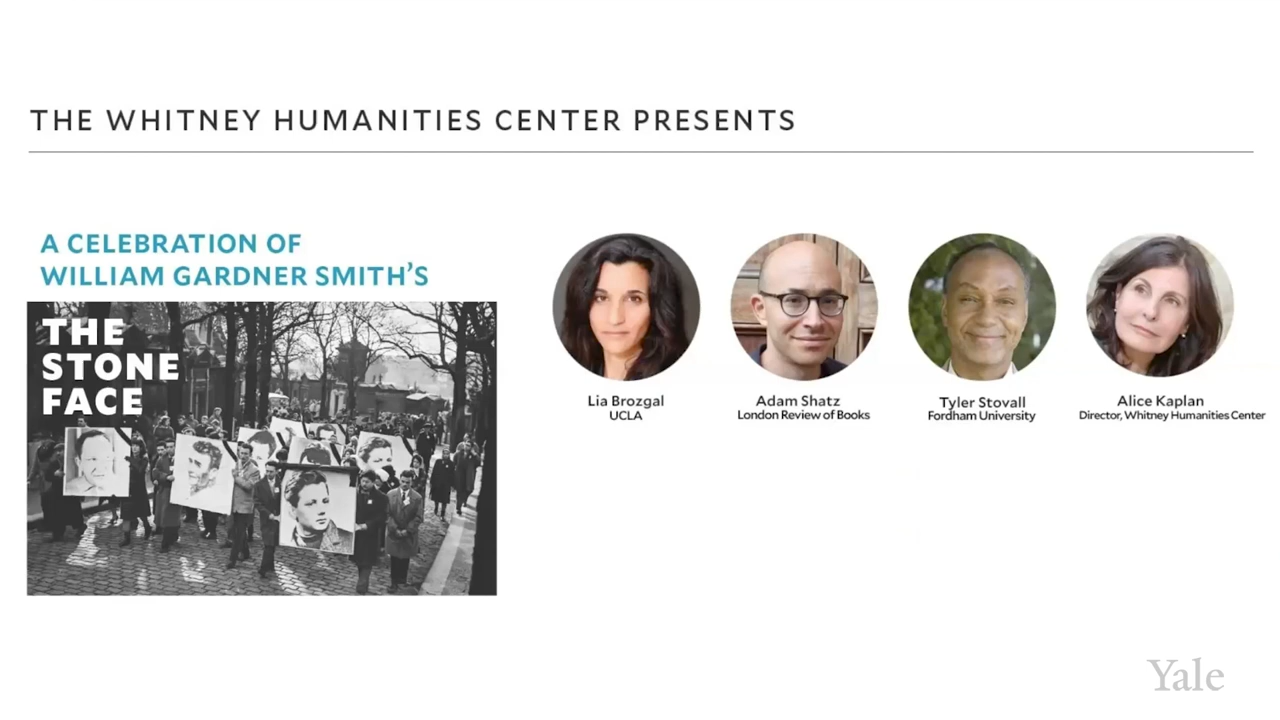 THE WHITNEY HUMANITIES CENTER PRESENTS
A CELEBRATION OF
WILLIAM GARDNER SMITH’S
THE
STONE
FACE
Lia Brozgal
UCLA
Adam Shatz
London Review of Books
Tyler Stovall
Fordham University
Alice Kaplan
Director, Whitney Humanities Center
Yale